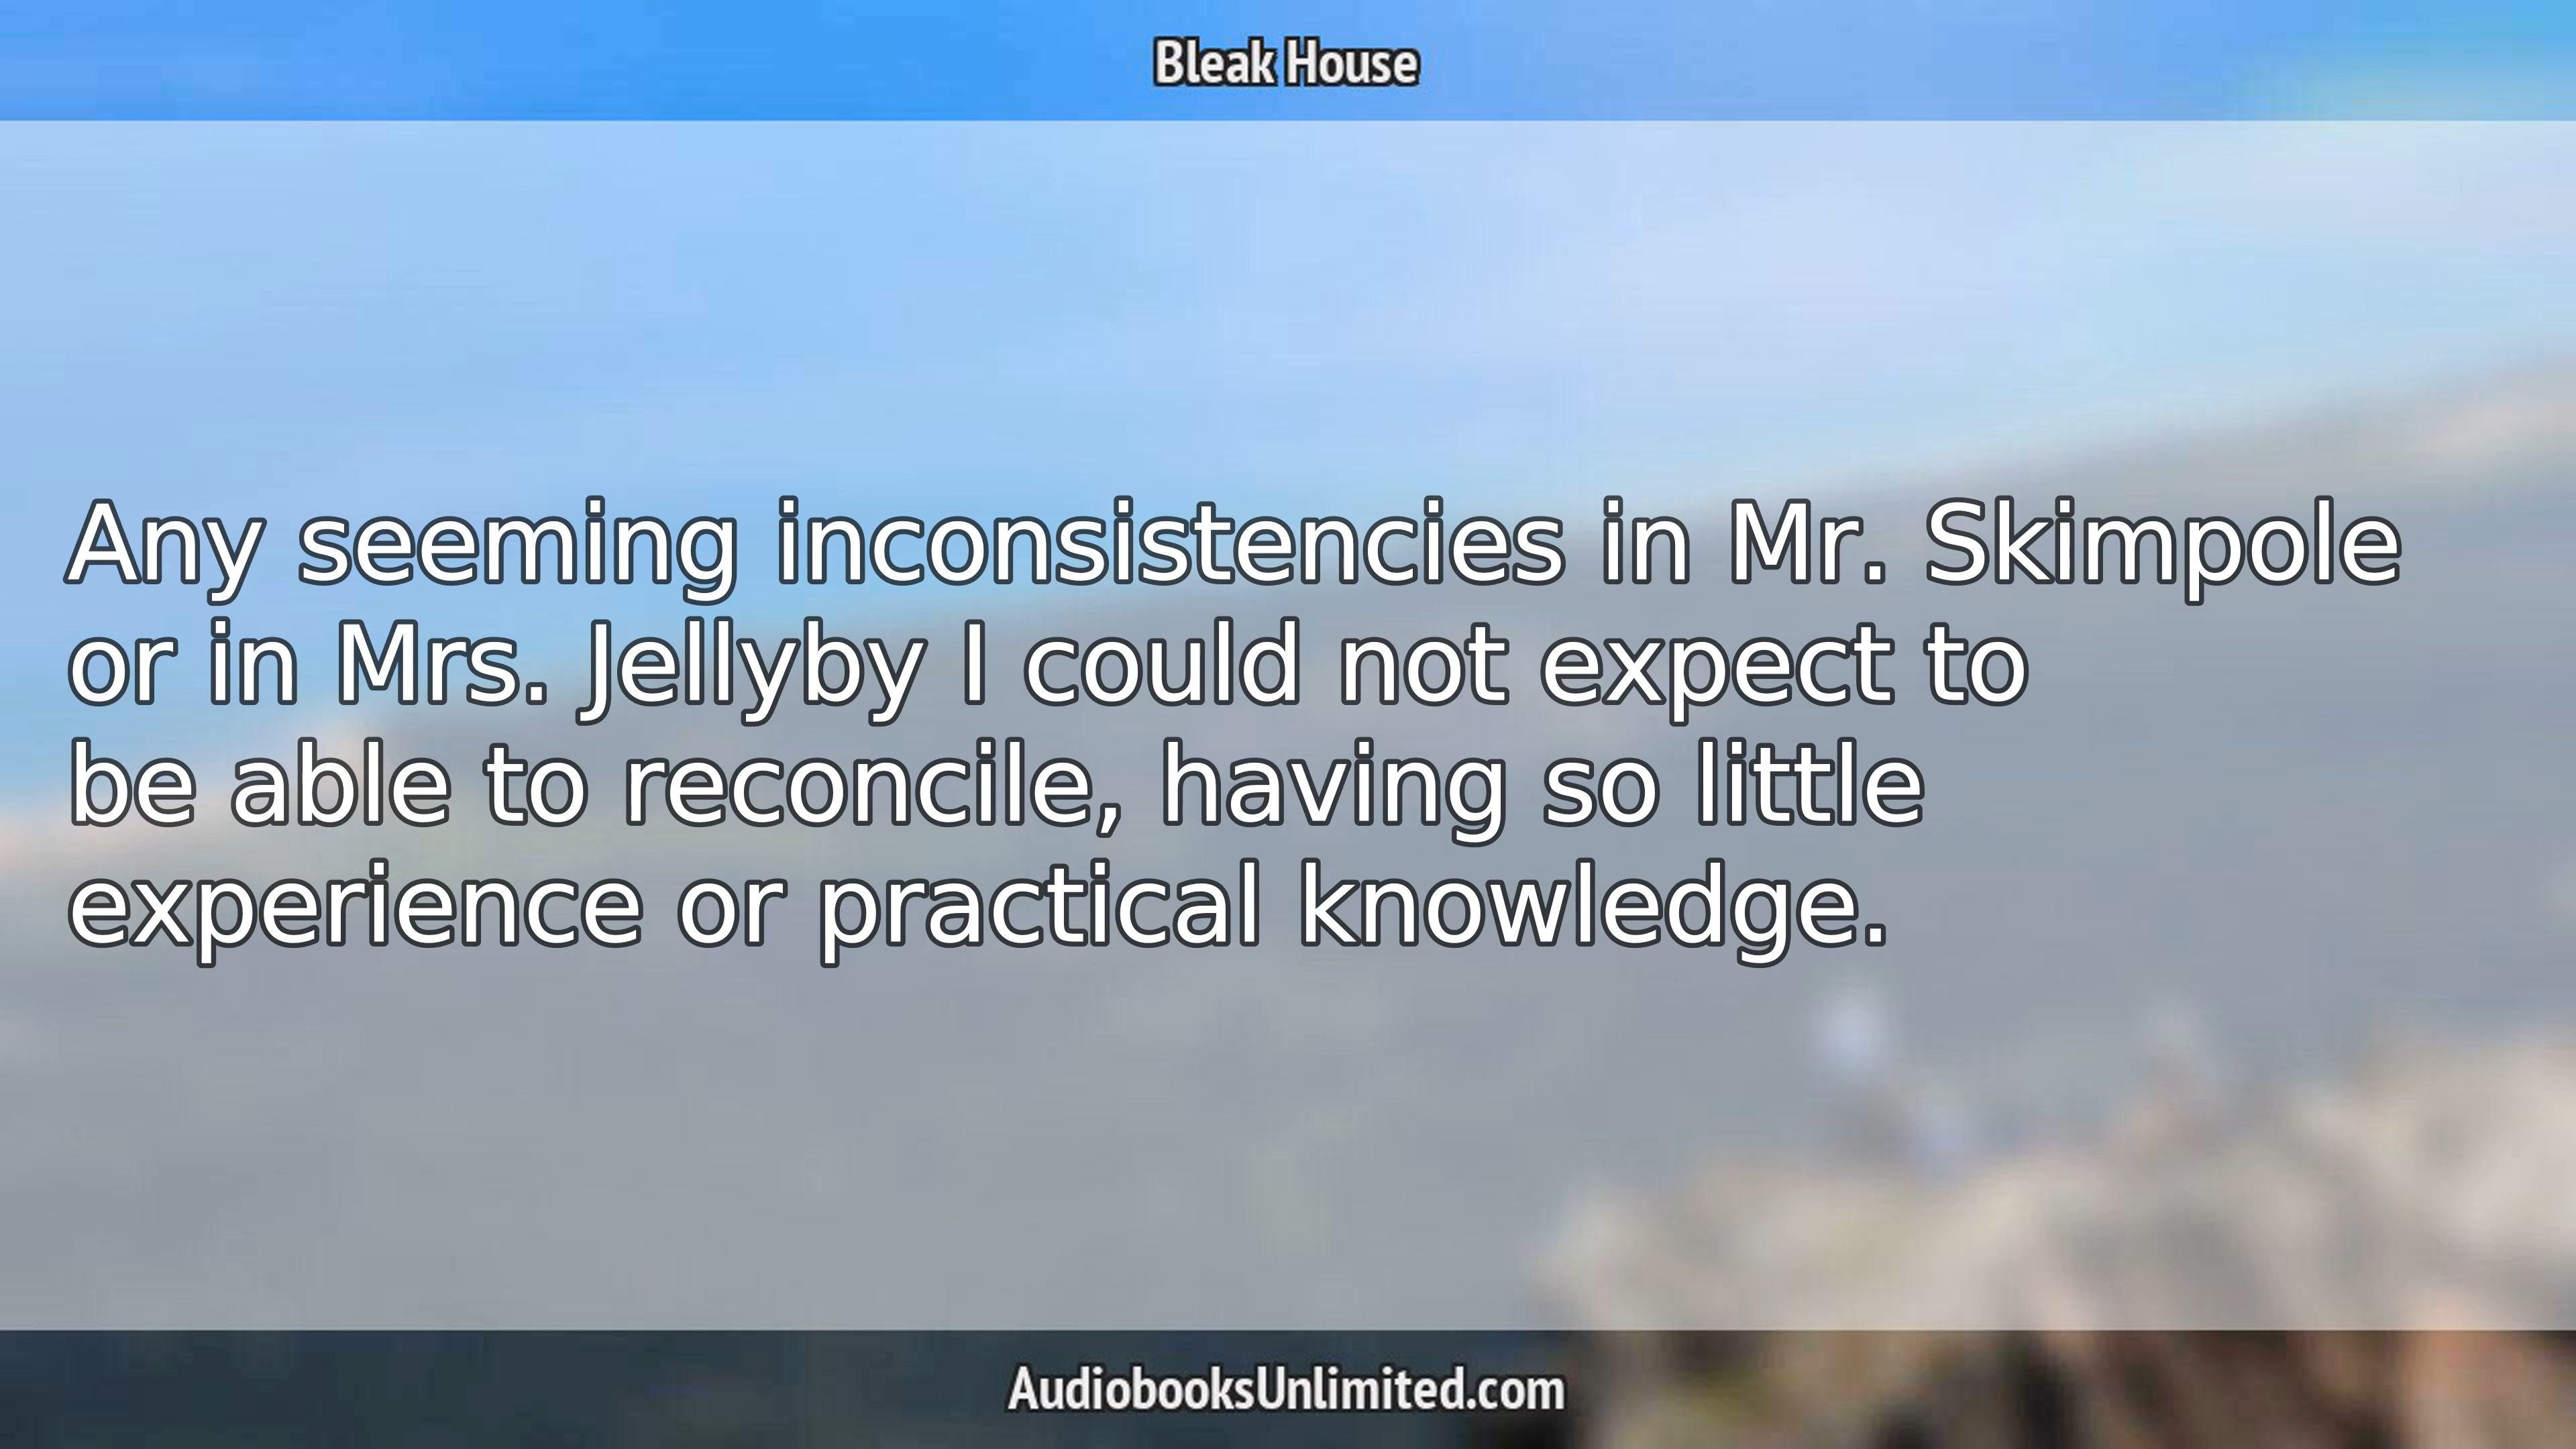 Bleak House
Any seeming inconsistencies in Mr. Skimpole
or in Mrs. Jellyby I could not expect to
be able to reconcile, having so little
experience or practical knowledge.
AudiobooksUnlimited.com